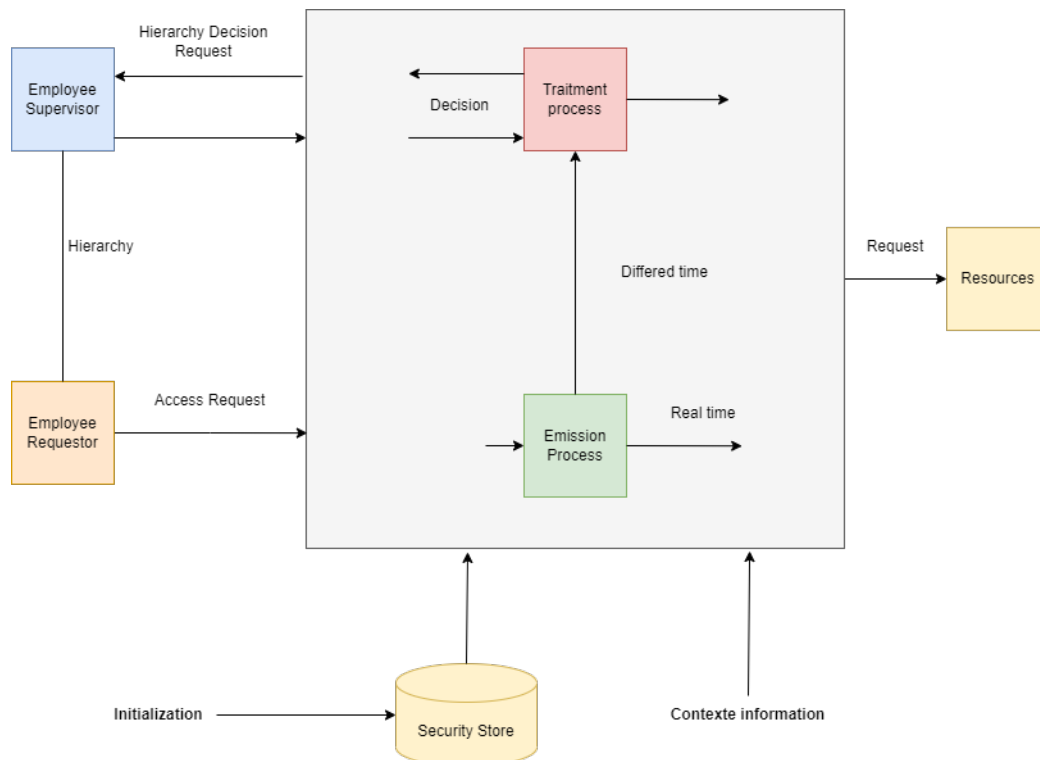 Hierarchy Decision
Request
Employee
Supervisor
Decision
Traitment
process
Hierarchy
Differed time
Request
Resources
Access Request
Employee
Requestor
Real time
Emission
Process
Initialization
Security Store
Contexte information